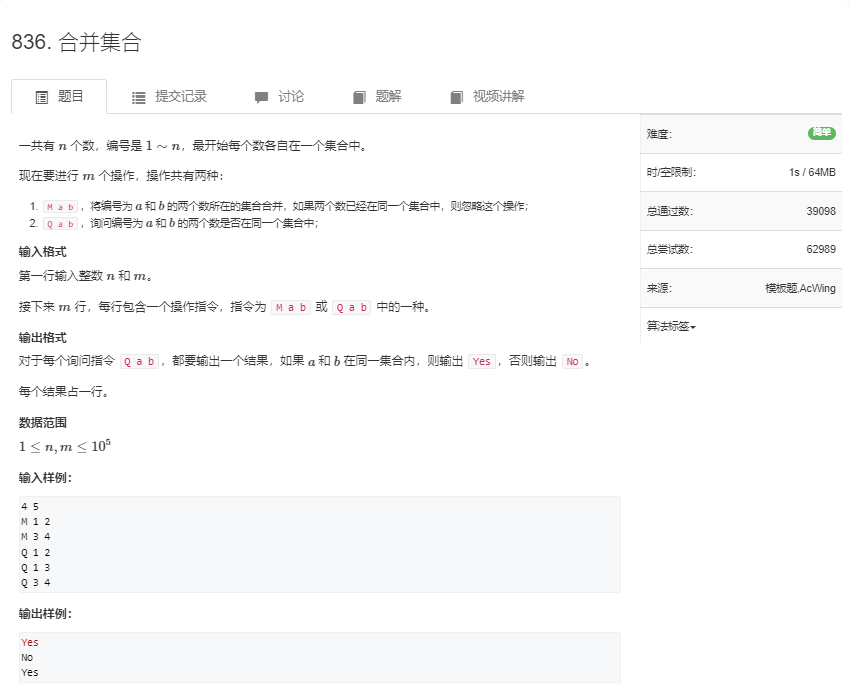 836. 合并集合
题目 提交记录 讨论 题解 视频讲解
一共有 n 个数，编号是 1 ∼ n，最开始每个数各自在一个集合中。
现在要进行 m 个操作，操作共有两种：
1. M a b ，将编号为 a 和 b 的两个数所在的集合合并，如果两个数已经在同一个集合中，则忽略这个操作；
2. Q a b ，询问编号为 a 和 b 的两个数是否在同一个集合中；
输入格式
第一行输入整数 n 和 m。
接下来 m 行，每行包含一个操作指令，指令为 M a b 或 Q a b 中的一种。
输出格式
对于每个询问指令 Q a b ，都要输出一个结果，如果 a 和 b 在同一集合内，则输出 Yes ，否则输出 No 。
每个结果占一行。
数据范围
1 ≤ n, m ≤ 10⁵
输入样例：
4 5
M 1 2
M 3 4
Q 1 2
Q 1 3
Q 3 4
输出样例：
Yes
No
Yes
难度： 简单
时/空限制： 1s / 64MB
总通过数： 39098
总尝试数： 62989
来源： 模板题,AcWing
算法标签